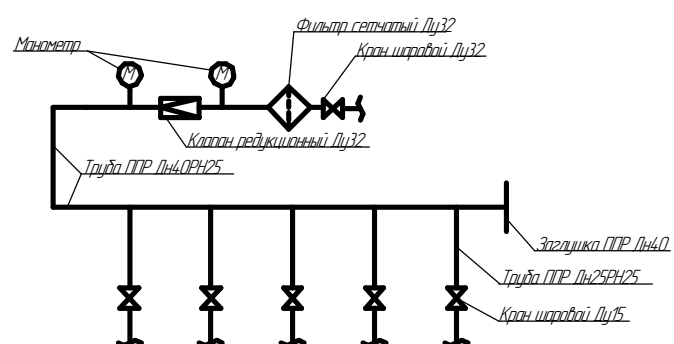 Фильтр сетчатый Ду32
Манометр
Кран шаровой Ду32
М М
Клапан редукционный Ду32
Труба ППР Дн40PN25
Заглушка ППР Дн40
Труба ППР Дн25PN25
Кран шаровой Ду15